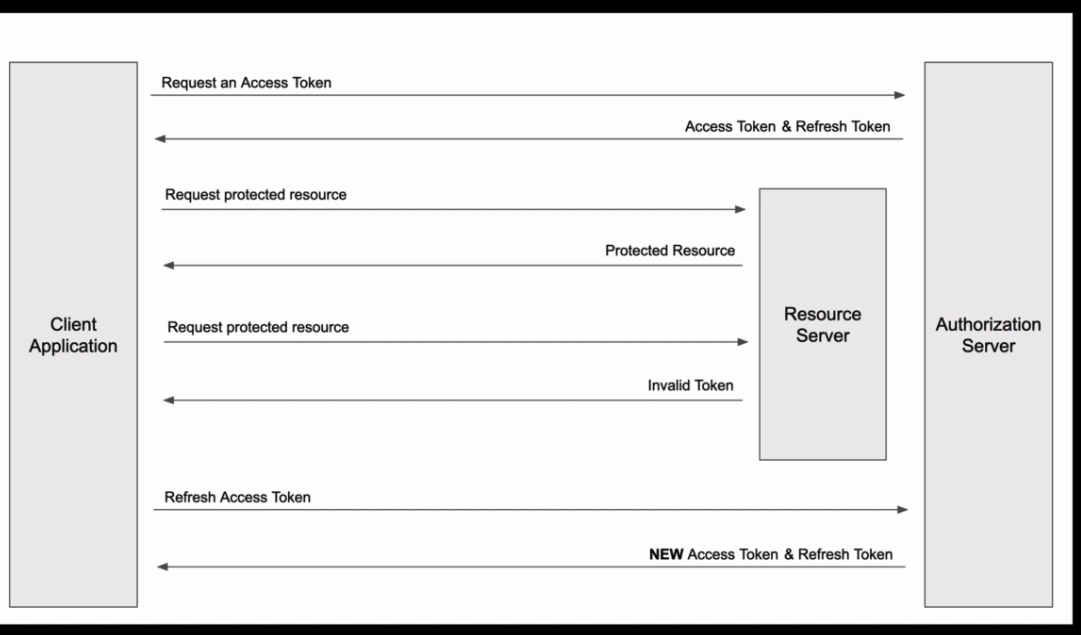 Request an Access Token
Access Token & Refresh Token
Request protected resource
Protected Resource
Request protected resource
Invalid Token
Refresh Access Token
NEW Access Token & Refresh Token
Client
Application
Resource
Server
Authorization
Server